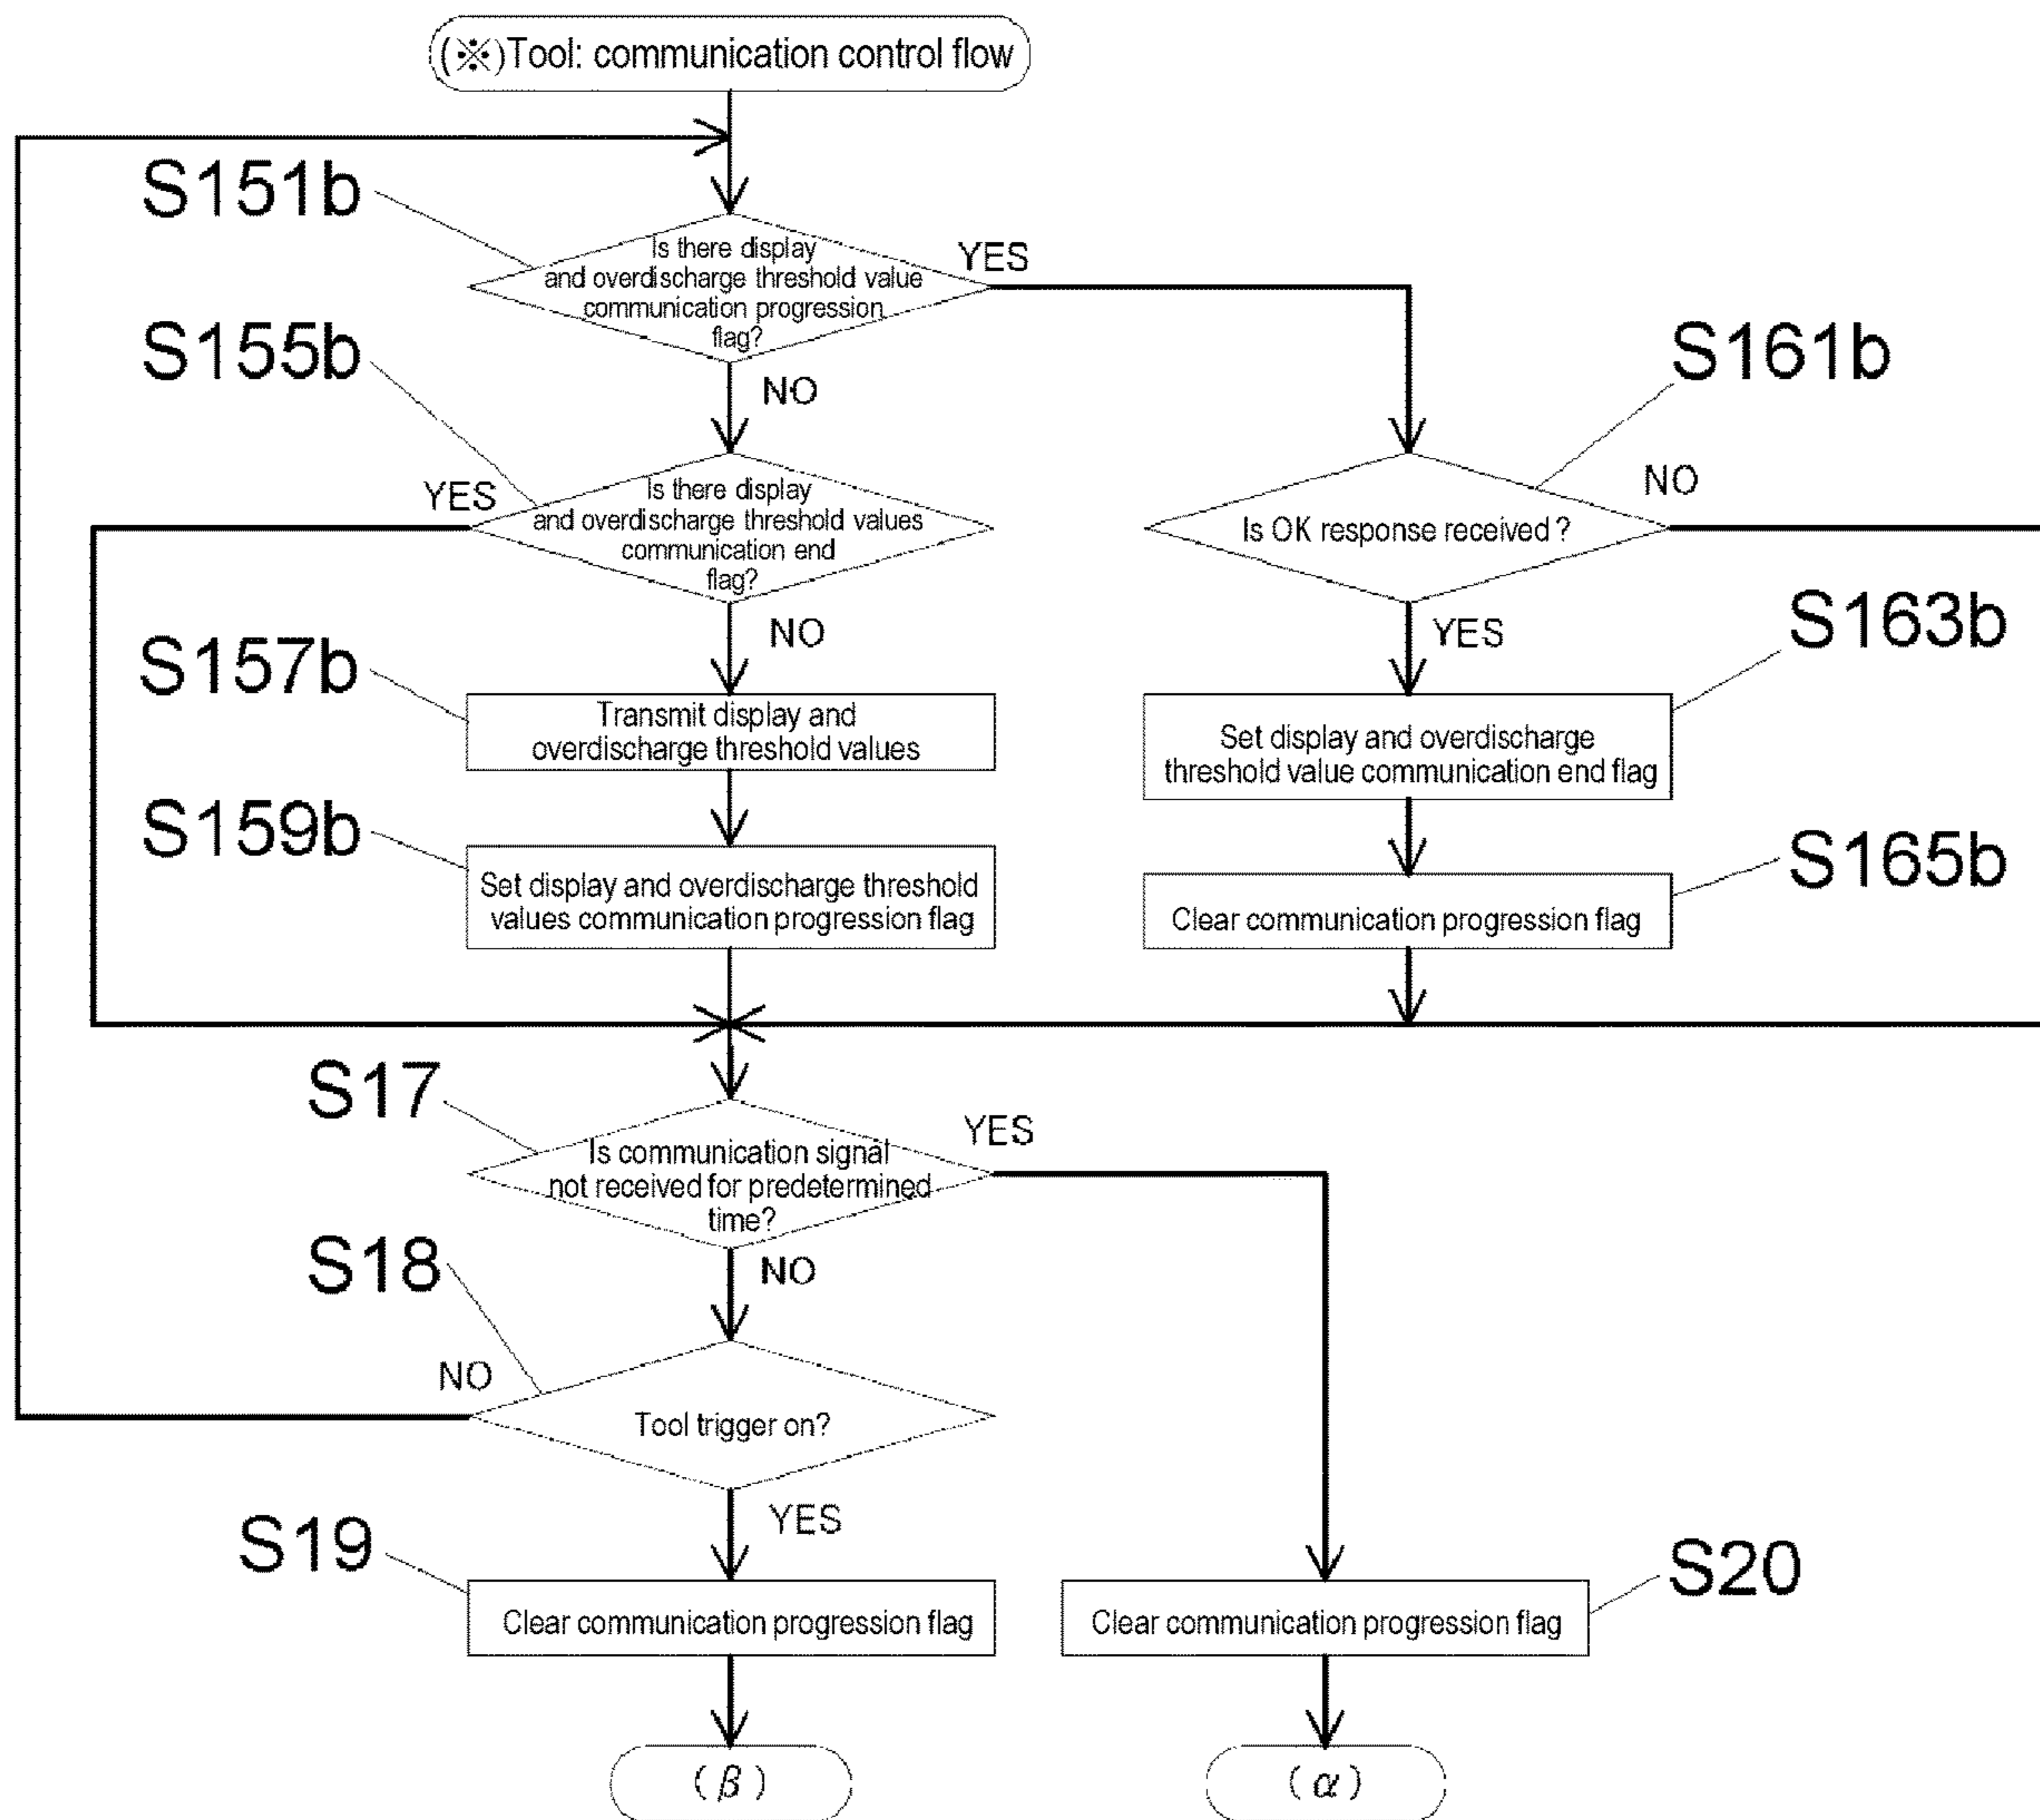 (※)Tool: communication control flow
S151b
Is there display
and overdischarge threshold value
communication progression
flag?
YES
NO
S155b
YES
Is there display
and overdischarge threshold values
communication end
flag?
NO
S161b
NO
Is OK response received ?
YES
S157b
Transmit display and
overdischarge threshold values
S163b
Set display and overdischarge
threshold value communication end flag
S159b
Set display and overdischarge threshold
values communication progression flag
S165b
Clear communication progression flag
S17
Is communication signal
not received for predetermined
time?
YES
NO
S18
NO
Tool trigger on?
YES
S19
Clear communication progression flag
S20
Clear communication progression flag
(β)
(α)